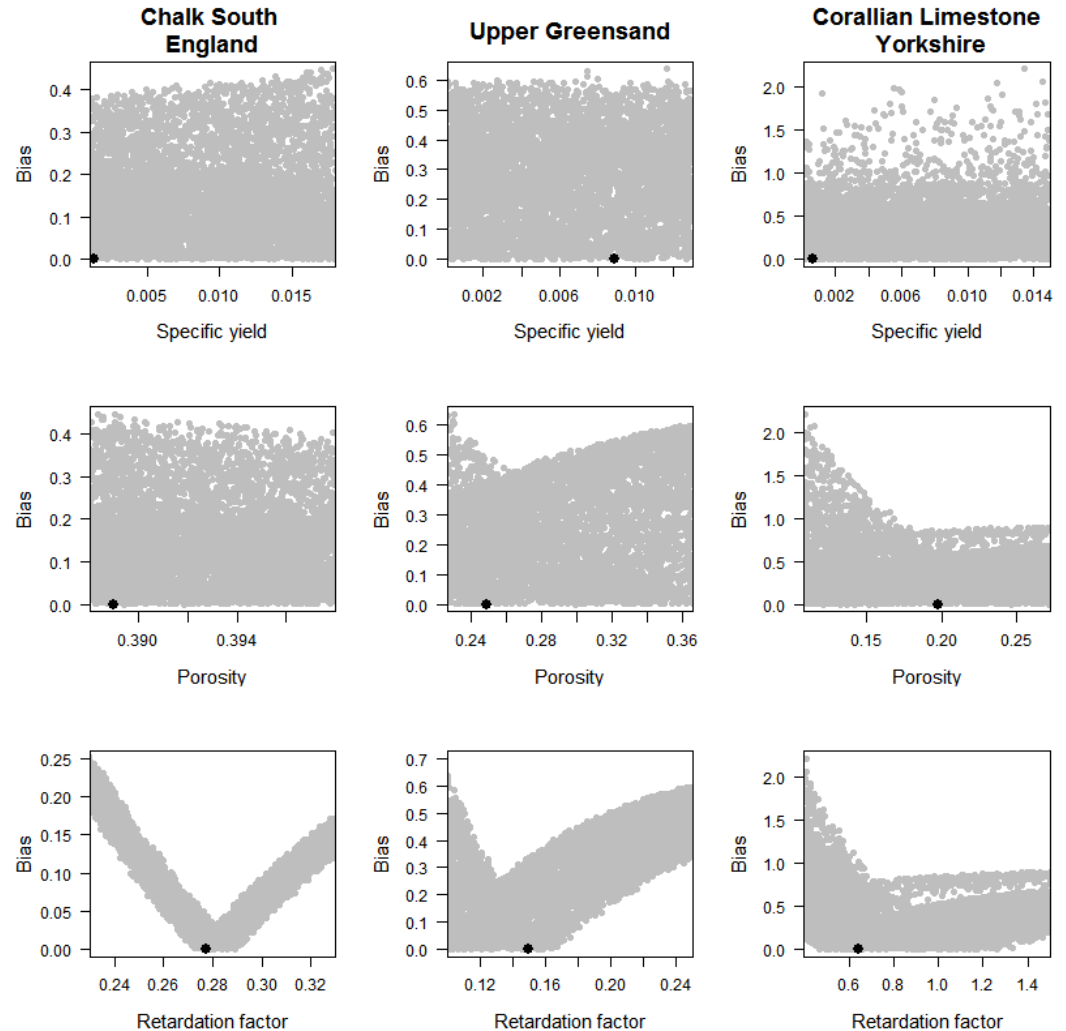 Chalk South
England
Upper Greensand
Corallian Limestone
Yorkshire
Bias
0.4
0.3
0.2
0.1
0.0
0.005 0.010 0.015
Specific yield
Bias
0.6
0.5
0.4
0.3
0.2
0.1
0.0
0.002 0.006 0.010
Specific yield
Bias
2.0
1.5
1.0
0.5
0.0
0.002 0.006 0.010 0.014
Specific yield
Bias
0.4
0.3
0.2
0.1
0.0
0.390 0.394
Porosity
Bias
0.6
0.5
0.4
0.3
0.2
0.1
0.0
0.24 0.28 0.32 0.36
Porosity
Bias
2.0
1.5
1.0
0.5
0.0
0.15 0.20 0.25
Porosity
Bias
0.25
0.20
0.15
0.10
0.05
0.00
0.24 0.26 0.28 0.30 0.32
Retardation factor
Bias
0.7
0.6
0.5
0.4
0.3
0.2
0.1
0.0
0.12 0.16 0.20 0.24
Retardation factor
Bias
2.0
1.5
1.0
0.5
0.0
0.6 0.8 1.0 1.2 1.4
Retardation factor